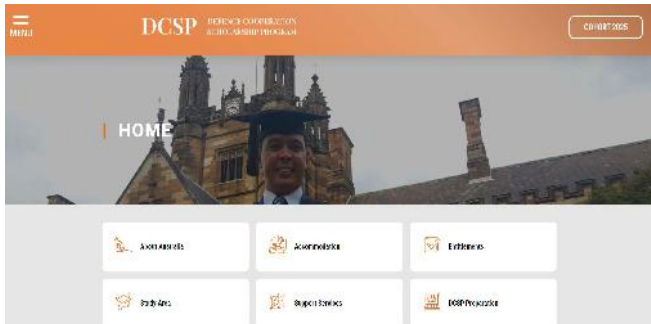 MENU
DCSP
DEFENCE COOPERATION
SCHOLARSHIP PROGRAM
COHORT 2025
HOME
About Australia
Accommodation
Entitlements
Study Area
Support Services
DCSP Preparation